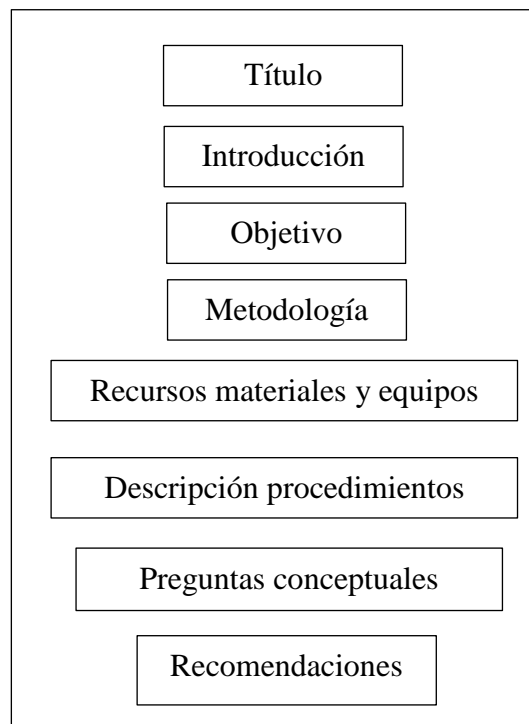 Título
Introducción
Objetivo
Metodología
Recursos materiales y equipos
Descripción procedimientos
Preguntas conceptuales
Recomendaciones